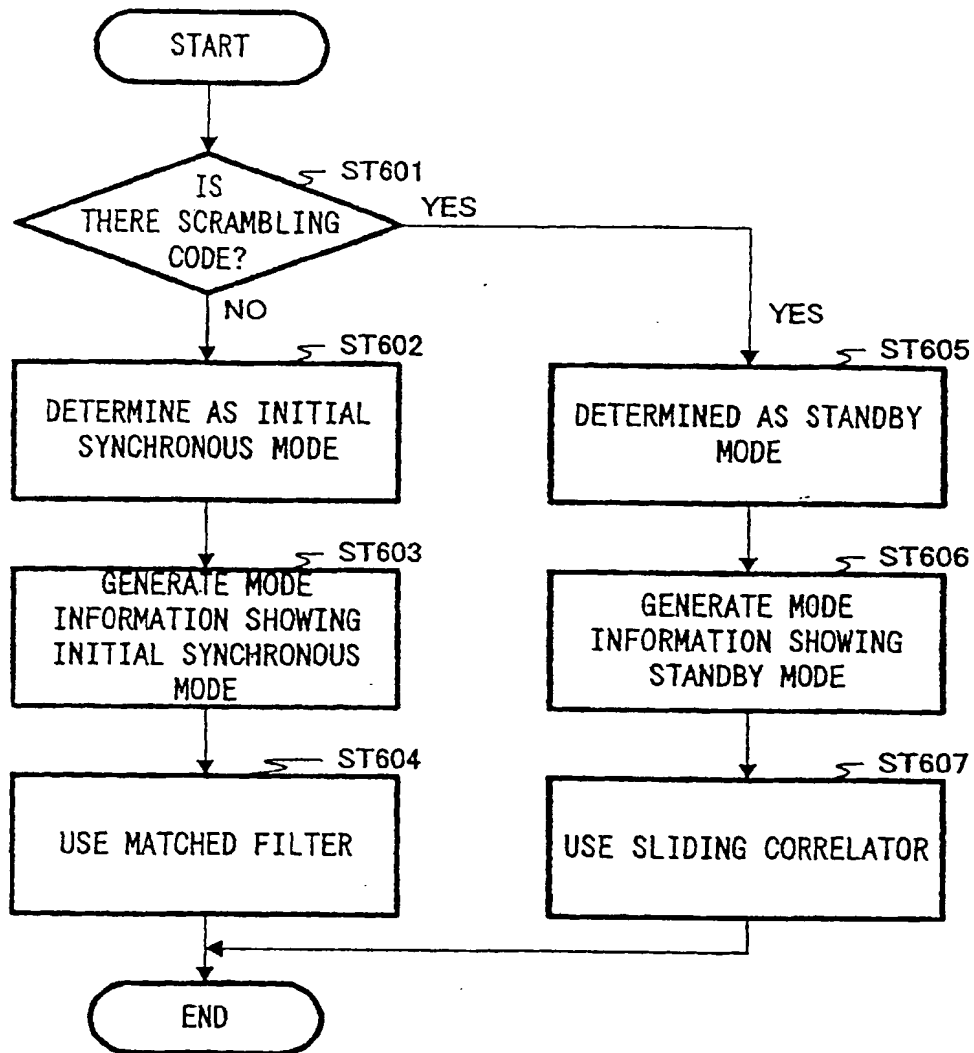 START
ST601
IS
THERE SCRAMBLING
CODE?
YES
NO
YES
ST602
DETERMINE AS INITIAL
SYNCHRONOUS MODE
ST605
DETERMINED AS STANDBY
MODE
ST603
GENERATE MODE
INFORMATION SHOWING
INITIAL SYNCHRONOUS
MODE
ST606
GENERATE MODE
INFORMATION SHOWING
STANDBY MODE
ST604
USE MATCHED FILTER
ST607
USE SLIDING CORRELATOR
END